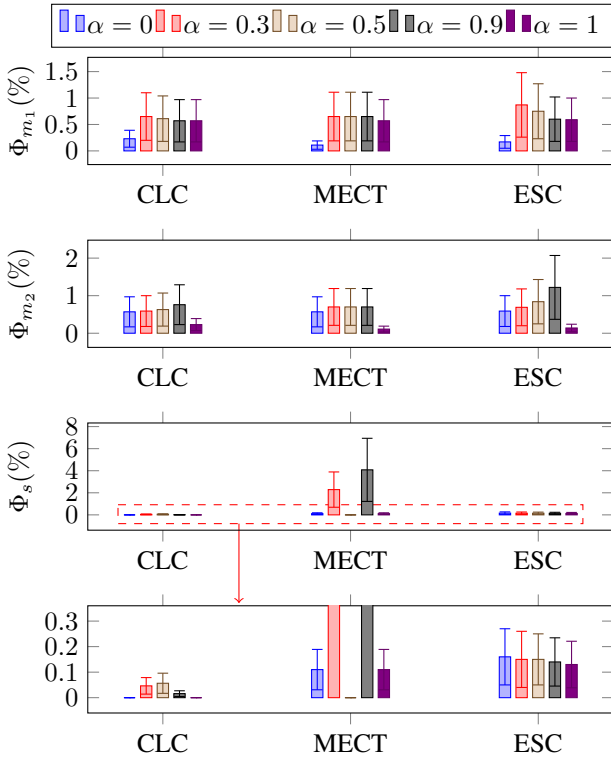 α = 0 α = 0.3 α = 0.5 α = 0.9 α = 1
Φm1(%)
1.5
1
0.5
0
CLC MECT ESC
Φm2(%)
2
1
0
CLC MECT ESC
Φs(%)
8
6
4
2
0
CLC MECT ESC
0.3
0.2
0.1
0
CLC MECT ESC